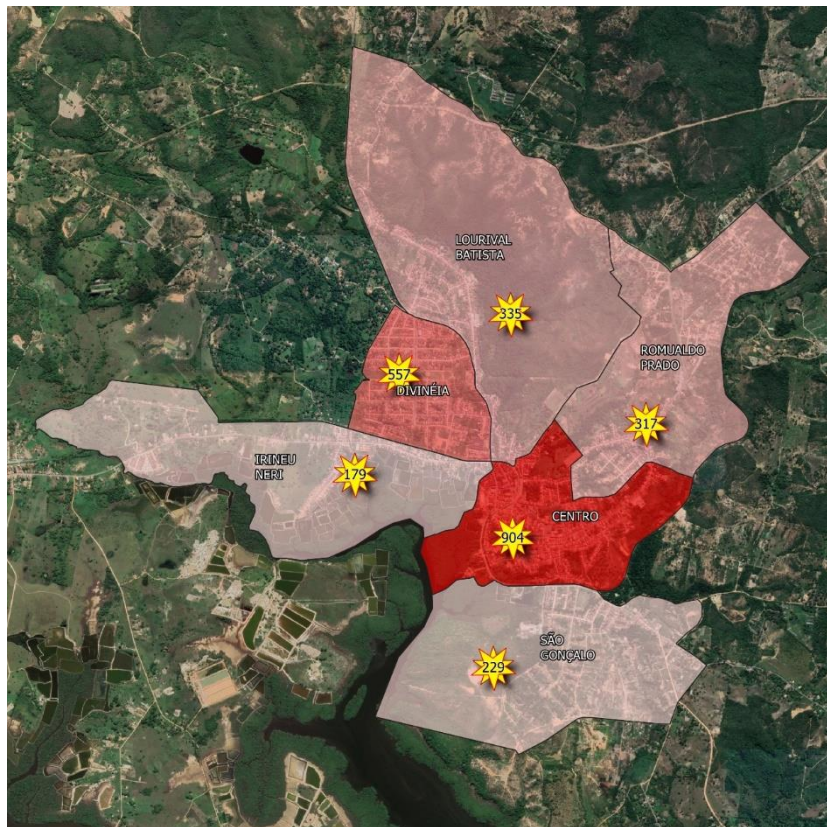 LOURIVAL
BATISTA
335
ROMUALDO
PRADO
557
DIVINÉIA
317
IRINEU
NERI
179
CENTRO
904
SÃO
GONÇALO
229